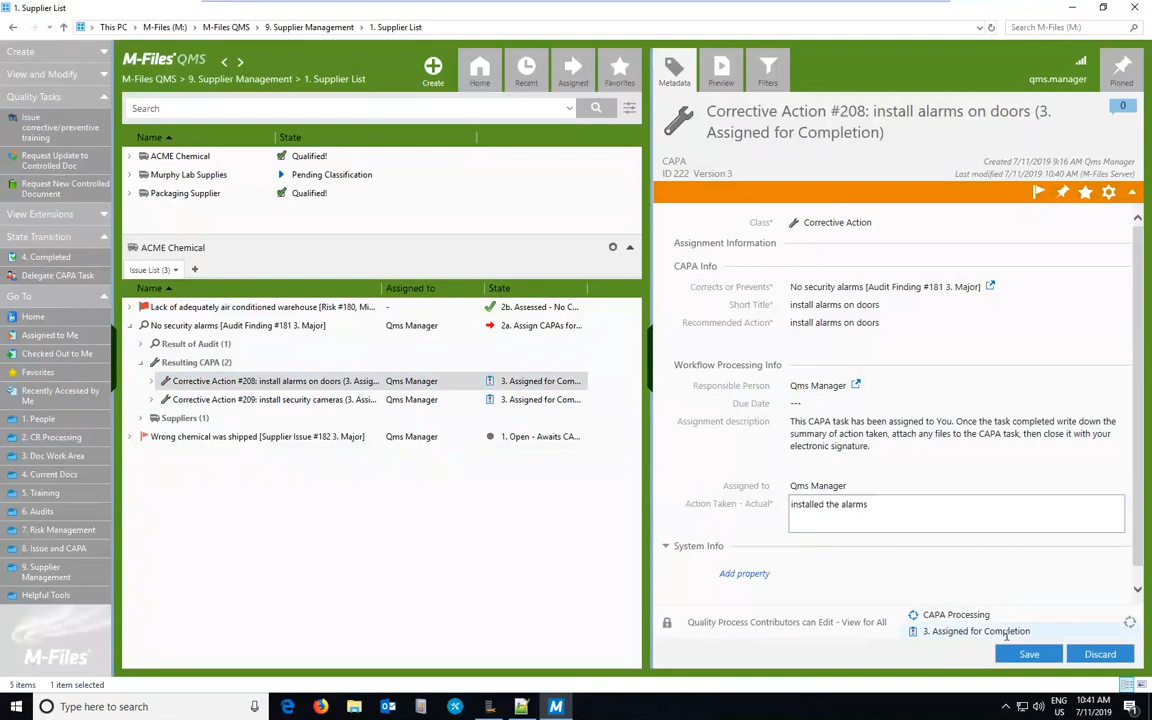 1. Supplier List
This PC > M-Files (M:) > M-Files QMS > 9. Supplier Management > 1. Supplier List
Search M-Files (M:)
Create
View and Modify
Quality Tasks
Issue
corrective/preventive
training
Request Update to
Controlled Doc
Request New Controlled
Document
View Extensions
State Transition
4. Completed
Delegate CAPA Task
Go To
Home
Assigned to Me
Checked Out to Me
Favorites
Recently Accessed by
Me
1. People
2. CR Processing
3. Doc Work Area
4. Current Docs
5. Training
6. Audits
7. Risk Management
8. Issue and CAPA
9. Supplier
Management
Helpful Tools
M-Files
M-Files QMS
M-Files QMS > 9. Supplier Management > 1. Supplier List
Create
Home
Recent
Assigned
Favorites
Search
Name State
ACME Chemical Qualified!
Murphy Lab Supplies Pending Classification
Packaging Supplier Qualified!
ACME Chemical
Issue List (3)
Name Assigned to State
Lack of adequately air conditioned warehouse [Risk #180, Mi... - 2b. Assessed - No C...
No security alarms [Audit Finding #181 3. Major] Qms Manager 2a. Assign CAPAs for...
Result of Audit (1)
Resulting CAPA (2)
Corrective Action #208: install alarms on doors (3. Assig... Qms Manager 3. Assigned for Com...
Corrective Action #209: install security cameras (3. Assi... Qms Manager 3. Assigned for Com...
Suppliers (1)
Wrong chemical was shipped [Supplier Issue #182 3. Major] Qms Manager 1. Open - Awaits CA...
Metadata
Preview
Filters
qms.manager
Pinned
Corrective Action #208: install alarms on doors (3.
Assigned for Completion)
0
CAPA
ID 222 Version 3
Created 7/11/2019 9:16 AM Qms Manager
Last modified 7/11/2019 10:40 AM (M-Files Server)
Class* Corrective Action
Assignment Information
CAPA Info
Corrects or Prevents* No security alarms [Audit Finding #181 3. Major]
Short Title* install alarms on doors
Recommended Action* install alarms on doors
Workflow Processing Info
Responsible Person Qms Manager
Due Date ---
Assignment description This CAPA task has been assigned to You. Once the task completed write down the
summary of action taken, attach any files to the CAPA task, then close it with your
electronic signature.
Assigned to Qms Manager
Action Taken - Actual* installed the alarms
System Info
Add property
Quality Process Contributors can Edit - View for All
CAPA Processing
3. Assigned for Completion
Save
Discard
5 items 1 item selected
Type here to search
M
ENG
US
10:41 AM
7/11/2019
1